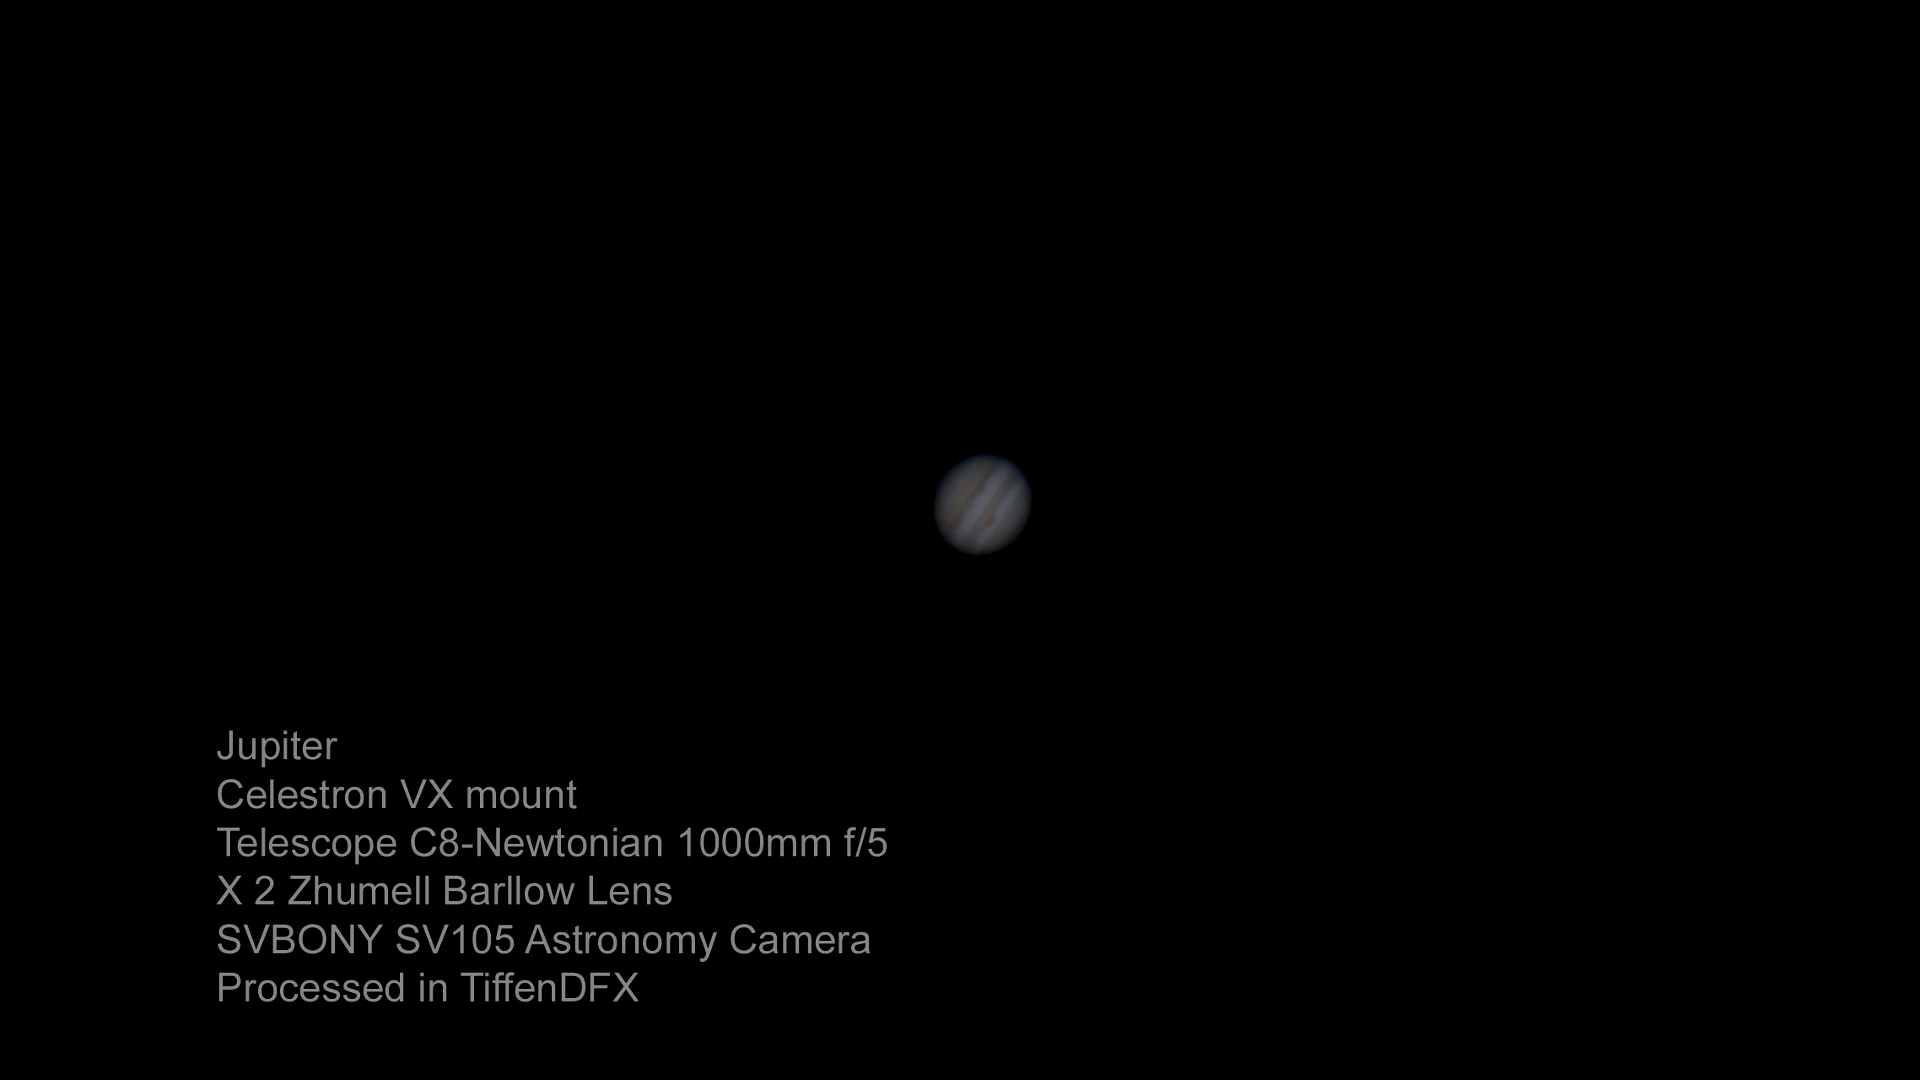 Jupiter
Celestron VX mount
Telescope C8-Newtonian 1000mm f/5
X 2 Zhumell Barllow Lens
SVBONY SV105 Astronomy Camera
Processed in TiffenDFX